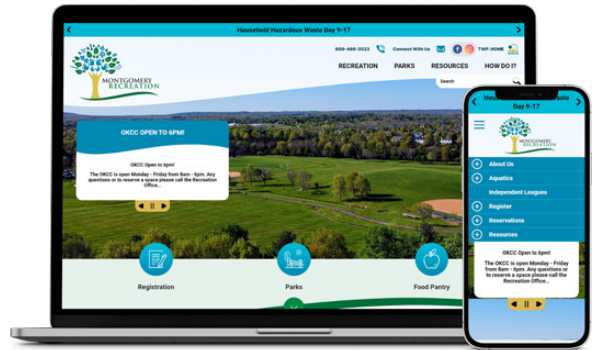 Household Hazardous Waste Day 9-17
908-466-3023 Connect With Us TWP. HOME
MONTGOMERY
RECREATION
RECREATION PARKS RESOURCES HOW DO I?
Search
OKCC OPEN TO 6PM!
OKCC Open to 6pm!
The OKCC is open Monday - Friday from 8am - 6pm. Any
questions or to reserve a space please call the Recreation
Office...
Registration
Parks
Food Pantry
Day 9-17
MONTGOMERY
RECREATION
About Us
Aquatics
Independent Leagues
Register
Reservations
Resources
OKCC Open to 6pm!
The OKCC is open Monday - Friday
from 8am - 6pm. Any questions or
to reserve a space please call the
Recreation Office...